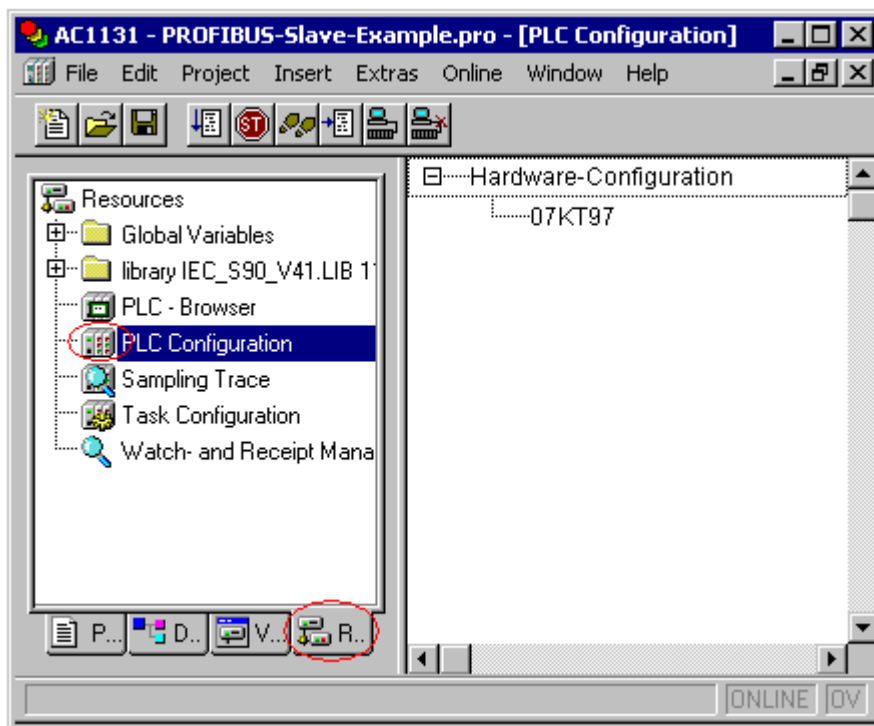 AC1131 - PROFIBUS-Slave-Example.pro - [PLC Configuration]
File Edit Project Insert Extras Online Window Help
ST
Resources
Global Variables
library IEC_S90_V41.LIB 1
PLC - Browser
PLC Configuration
Sampling Trace
Task Configuration
Watch- and Receipt Mana
P... D.. V... R..
Hardware-Configuration
07KT97
ONLINE OV